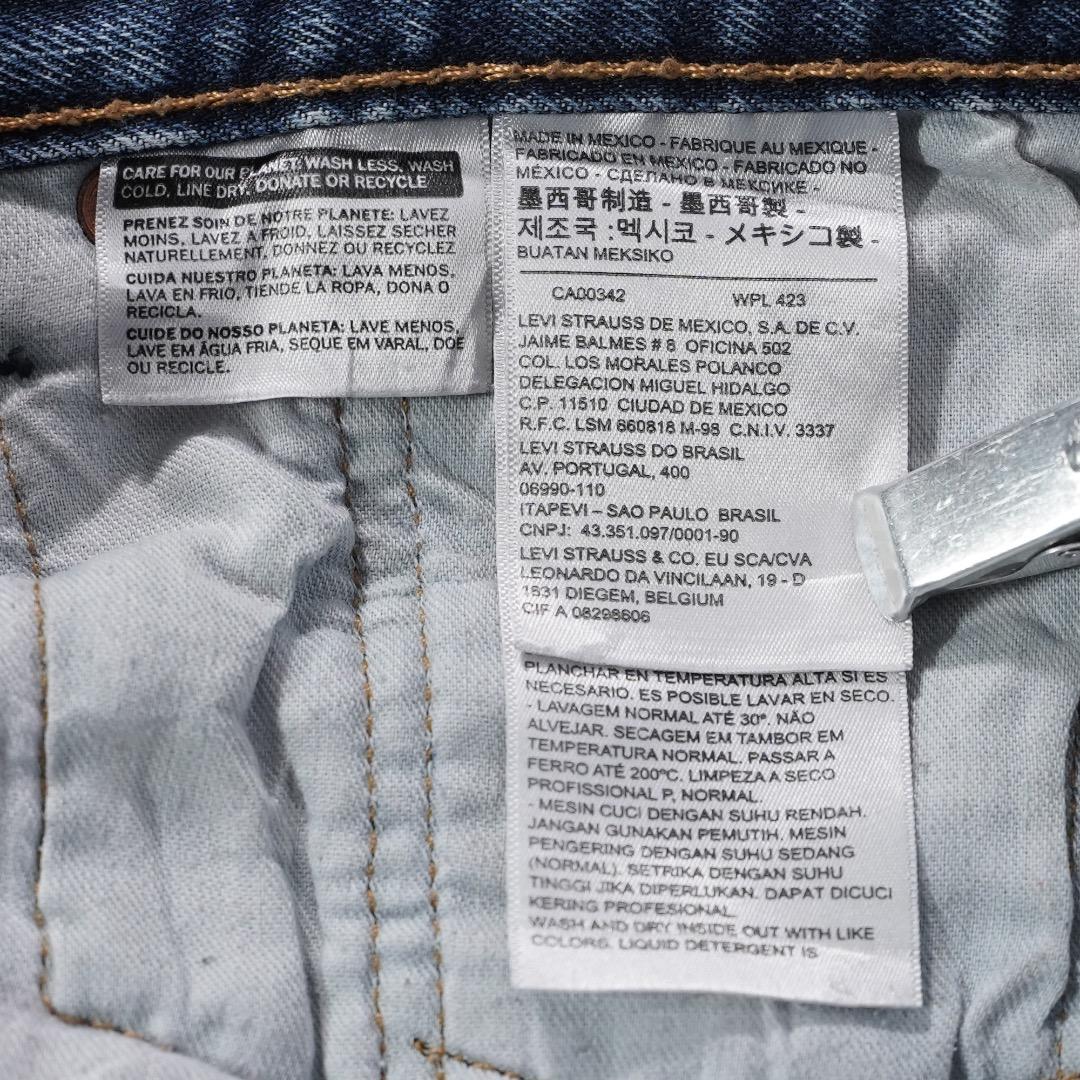 CARE FOR OUR PLANET: WASH LESS, WASH
COLD, LINE DRY, DONATE OR RECYCLE
PRENEZ SOIN DE NOTRE PLANETE: LAVEZ
MOINS, LAVEZ A FROID, LAISSEZ SECHER
NATURELLEMENT, DONNEZ OU RECYCLEZ
CUIDA NUESTRO PLANETA: LAVA MENOS,
LAVA EN FRIO, TIENDE LA ROPA, DONA O
RECICLA.
CUIDE DO NOSSO PLANETA: LAVE MENOS,
LAVE EM ÁGUA FRIA, SEQUE EM VARAL, DOE
OU RECICLE.
MADE IN MEXICO - FABRIQUE AU MEXIQUE -
FABRICADO EN MEXICO - FABRICADO NO
MÉXICO - СДЕЛАНО В МЕКСИКЕ -
墨西哥制造 - 墨西哥製 -
제조국 :멕시코 - メキシコ製 -
BUATAN MEKSIKO
CA00342 WPL 423
LEVI STRAUSS DE MEXICO, S.A. DE C.V.
JAIME BALMES # 8 OFICINA 502
COL. LOS MORALES POLANCO
DELEGACION MIGUEL HIDALGO
C.P. 11510 CIUDAD DE MEXICO
R.F.C. LSM 860818 M-98 C.N.I.V. 3337
LEVI STRAUSS DO BRASIL
AV. PORTUGAL, 400
06990-110
ITAPEVI – SAO PAULO BRASIL
CNPJ: 43.351.097/0001-90
LEVI STRAUSS & CO. EU SCA/CVA
LEONARDO DA VINCILAAN, 19 - D
1831 DIEGEM, BELGIUM
CIF A 08298606
PLANCHAR EN TEMPERATURA ALTA SI ES
NECESARIO. ES POSIBLE LAVAR EN SECO.
- LAVAGEM NORMAL ATÉ 30º. NÃO
ALVEJAR. SECAGEM EM TAMBOR EM
TEMPERATURA NORMAL. PASSAR A
FERRO ATÉ 200ºC. LIMPEZA A SECO
PROFISSIONAL P, NORMAL.
- MESIN CUCI DENGAN SUHU RENDAH.
JANGAN GUNAKAN PEMUTIH. MESIN
PENGERING DENGAN SUHU SEDANG
(NORMAL). SETRIKA DENGAN SUHU
TINGGI JIKA DIPERLUKAN. DAPAT DICUCI
KERING PROFESIONAL
WASH AND DRY INSIDE OUT WITH LIKE
COLORS. LIQUID DETERGENT IS